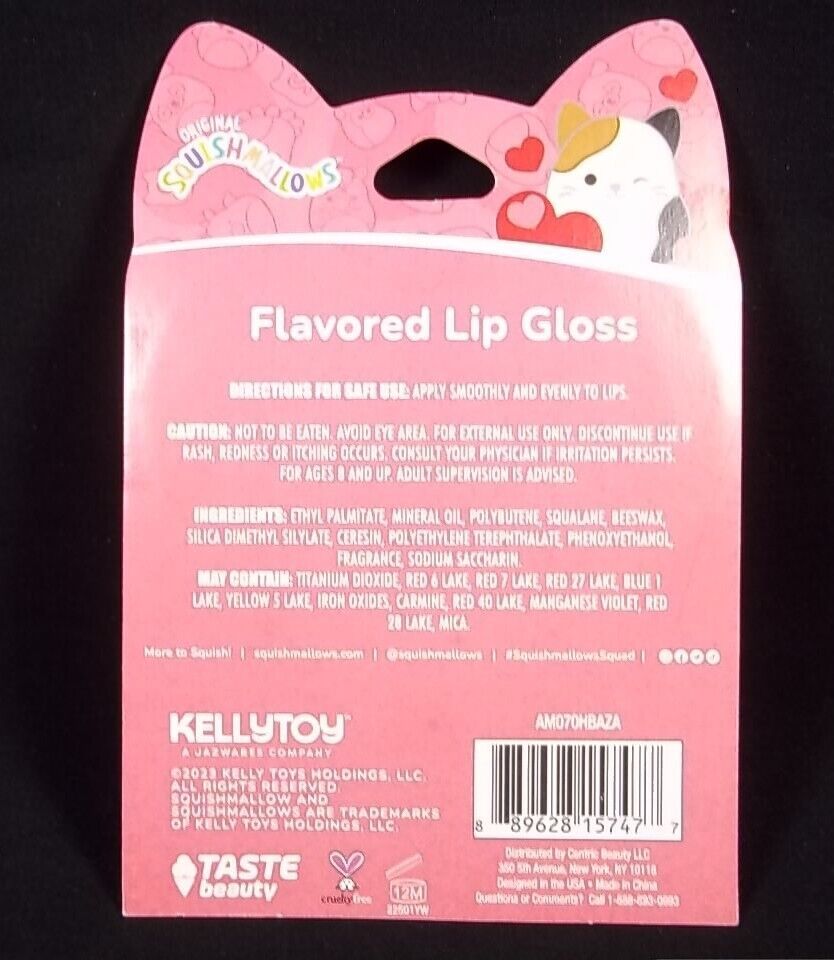 ORIGINAL
SQUISHMALLOWS
Flavored Lip Gloss
DIRECTIONS FOR SAFE USE: APPLY SMOOTHLY AND EVENLY TO LIPS.
CAUTION: NOT TO BE EATEN. AVOID EYE AREA. FOR EXTERNAL USE ONLY. DISCONTINUE USE IF
RASH, REDNESS OR ITCHING OCCURS. CONSULT YOUR PHYSICIAN IF IRRITATION PERSISTS.
FOR AGES 8 AND UP. ADULT SUPERVISION IS ADVISED.
INGREDIENTS: ETHYL PALMITATE, MINERAL OIL, POLYBUTENE, SQUALANE, BEESWAX,
SILICA DIMETHYL SILYLATE, CERESIN, POLYETHYLENE TEREPHTHALATE, PHENOXYETHANOL,
FRAGRANCE, SODIUM SACCHARIN.
MAY CONTAIN: TITANIUM DIOXIDE, RED 6 LAKE, RED 7 LAKE, RED 27 LAKE, BLUE 1
LAKE, YELLOW 5 LAKE, IRON OXIDES, CARMINE, RED 40 LAKE, MANGANESE VIOLET, RED
28 LAKE, MICA.
More to Squish! | squishmallows.com | @squishmallows | #SquishmallowsSquad |
KELLYTOY
A JAZWARES COMPANY
©2023 KELLY TOYS HOLDINGS, LLC.
ALL RIGHTS RESERVED.
SQUISHMALLOW AND
SQUISHMALLOWS ARE TRADEMARKS
OF KELLY TOYS HOLDINGS, LLC.
TASTE
beauty
cruelty free
12M
22501YW
AM070HBAZA
8 89628 15747 7
Distributed by Centric Beauty LLC
350 5th Avenue, New York, NY 10118
Designed in the USA • Made in China
Questions or Comments? Call 1-888-893-0693